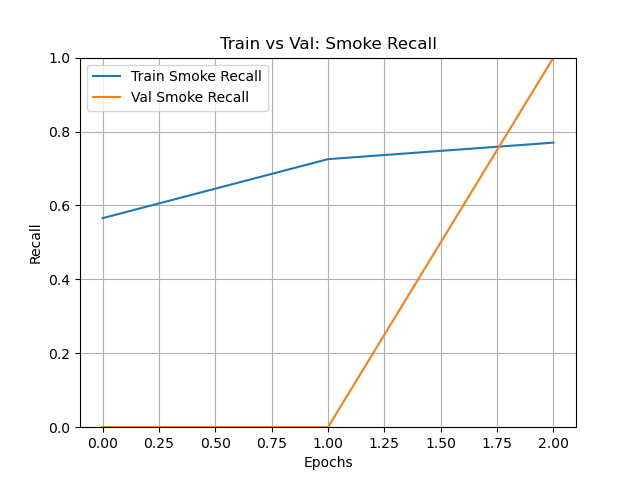 Train vs Val: Smoke Recall
Train Smoke Recall
Val Smoke Recall
Recall
1.0
0.8
0.6
0.4
0.2
0.0
0.00 0.25 0.50 0.75 1.00 1.25 1.50 1.75 2.00
Epochs